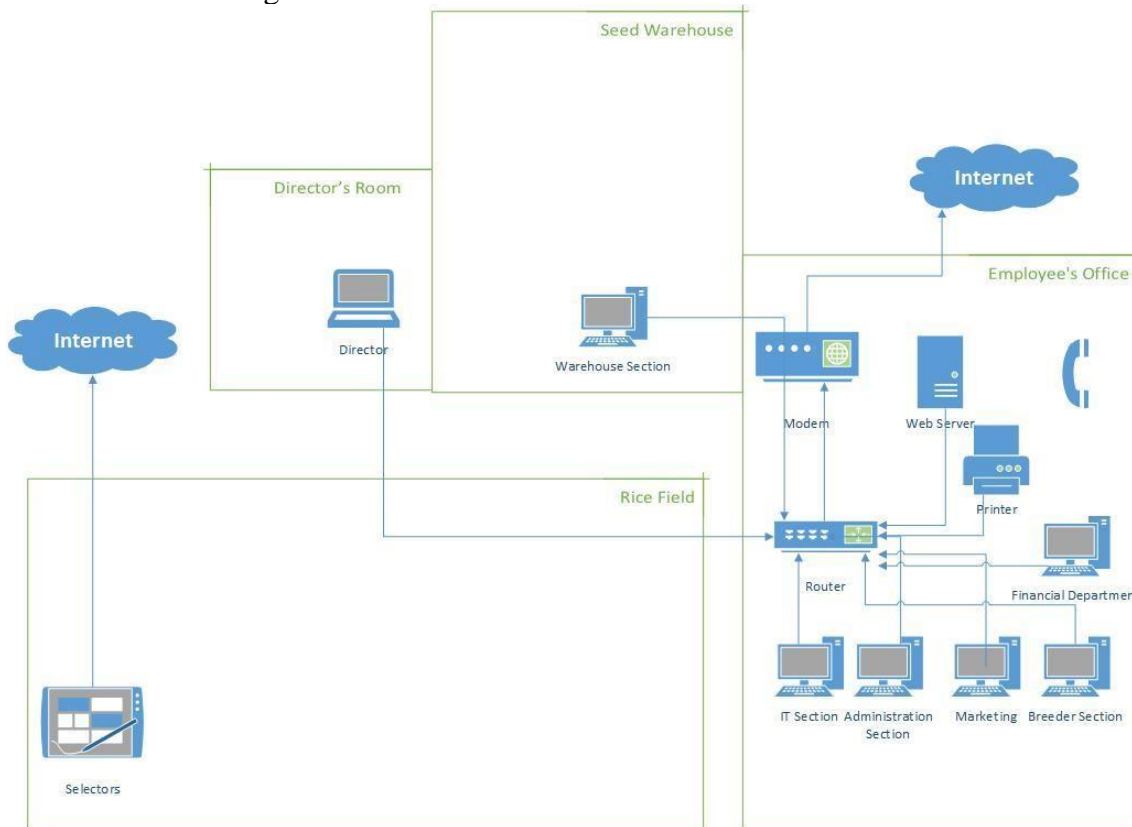 Seed Warehouse
Director's Room
Internet
Employee's Office
Internet
Director
Warehouse Section
Modem
Web Server
Printer
Rice Field
Router
Financial Departmen
IT Section
Administration
Section
Marketing
Breeder Section
Selectors